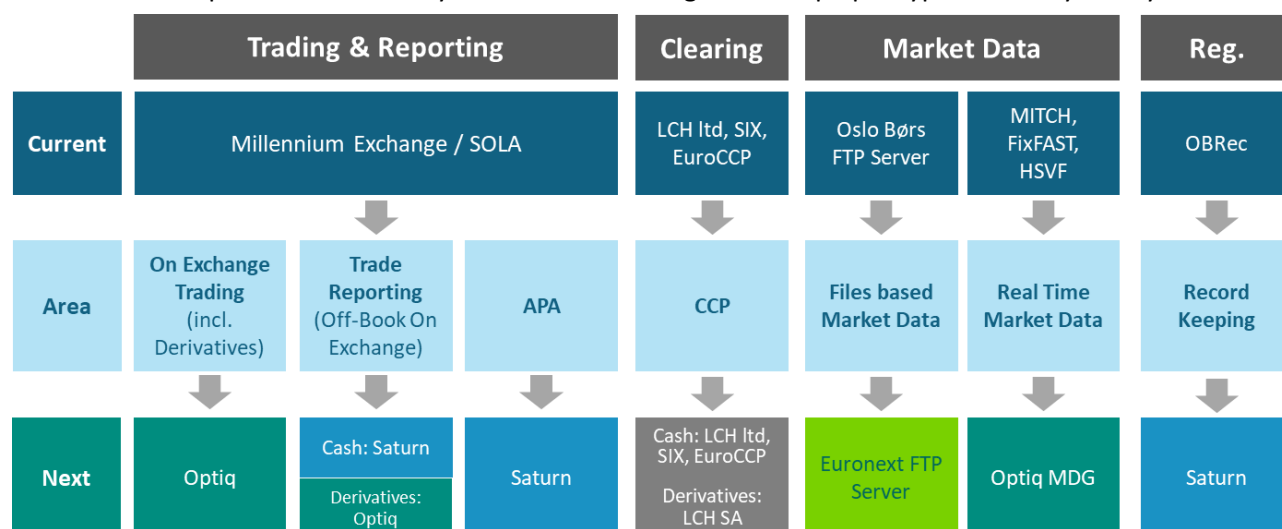 Trading & Reporting
Clearing
Market Data
Reg.
Current
Millennium Exchange / SOLA
LCH ltd, SIX,
EuroCCP
Oslo Børs
FTP Server
MITCH,
FixFAST,
HSVF
OBRec
Area
On Exchange
Trading
(incl.
Derivatives)
Trade
Reporting
(Off-Book On
Exchange)
APA
CCP
Files based
Market Data
Real Time
Market Data
Record
Keeping
Next
Optiq
Cash: Saturn
Derivatives:
Optiq
Saturn
Cash: LCH ltd,
SIX, EuroCCP
Derivatives:
LCH SA
Euronext FTP
Server
Optiq MDG
Saturn